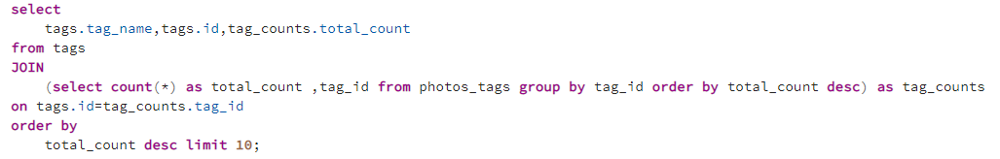 select
tags.tag_name,tags.id,tag_counts.total_count
from tags
JOIN
(select count(*) as total_count ,tag_id from photos_tags group by tag_id order by total_count desc) as tag_counts
on tags.id=tag_counts.tag_id
order by
total_count desc limit 10;